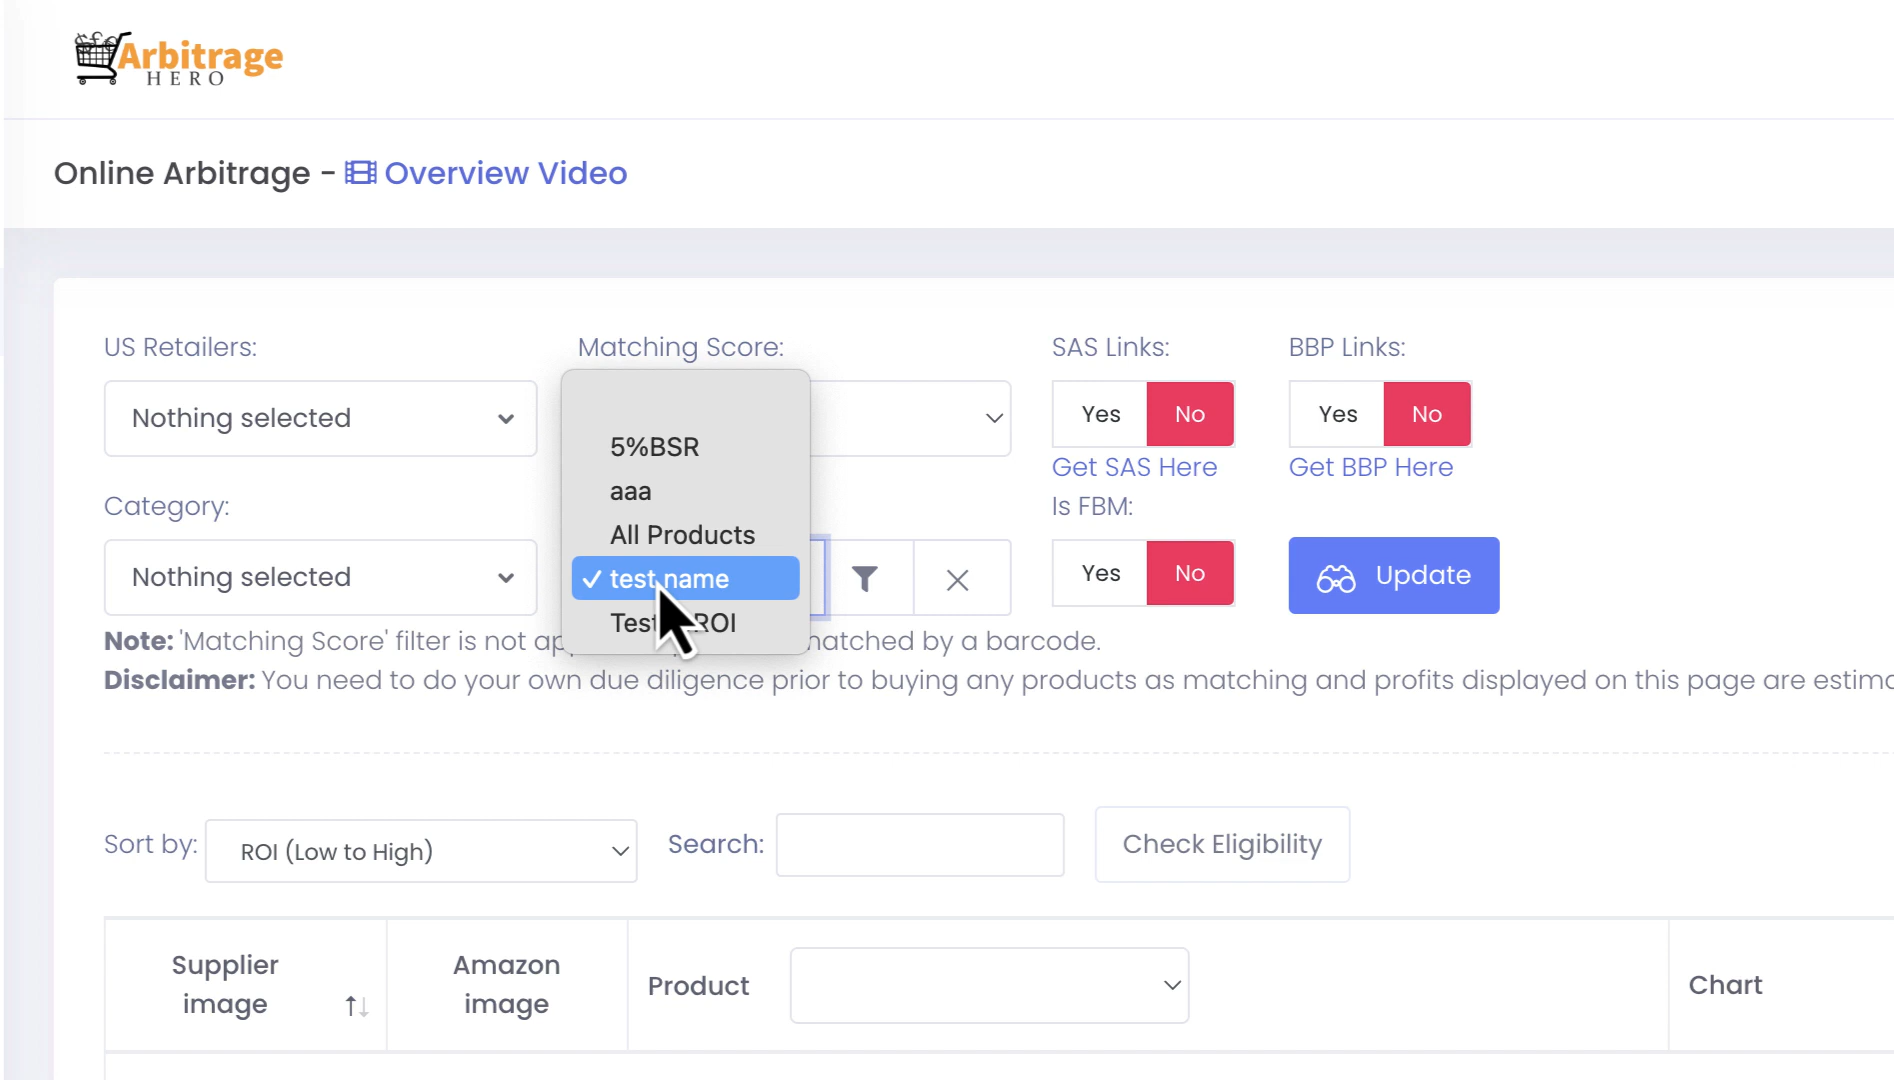 Arbitrage
HERO
Online Arbitrage - Overview Video
US Retailers:
Matching Score:
SAS Links:
BBP Links:
Nothing selected
Yes
No
Yes
No
Get SAS Here
Get BBP Here
5%BSR
aaa
All Products
✓ test name
Test ROI
Category:
Is FBM:
Nothing selected
Yes
No
Update
Note: 'Matching Score' filter is not matched by a barcode.
Disclaimer: You need to do your own due diligence prior to buying any products as matching and profits displayed on this page are
Sort by:
ROI (Low to High)
Search:
Check Eligibility
Supplier
image
Amazon
image
Product
Chart